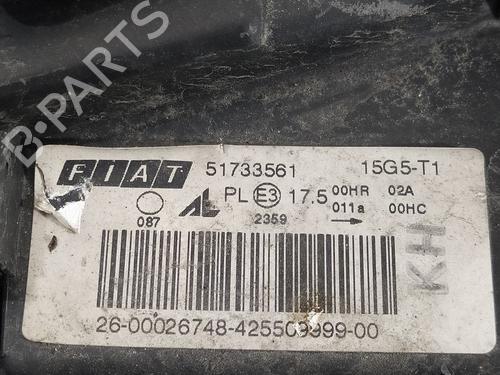 B-PARTS
FIAT 51733561 15G5-T1
PL E3 17.5 00HR 02A
011a 00HC
087 2359
KH
26-00026748-425509999-00